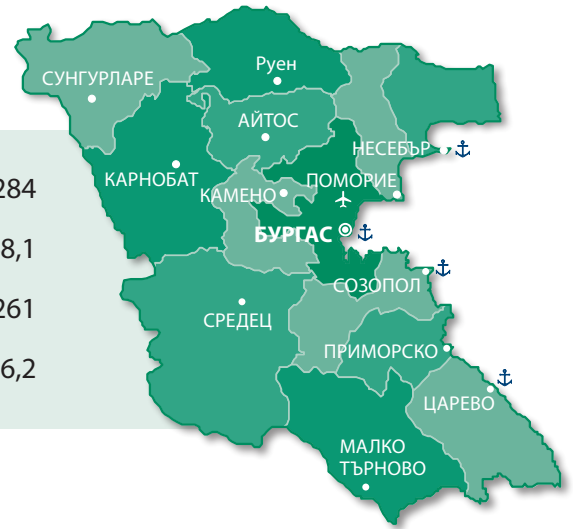 СУНГУРЛАРЕ
Руен
АЙТОС
НЕСЕБЪР
КАРНОБАТ
КАМЕНО
ПОМОРИЕ
БУРГАС
СОЗОПОЛ
СРЕДЕЦ
ПРИМОРСКО
ЦАРЕВО
МАЛКО
ТЪРНОВО
284
8,1
261
6,2